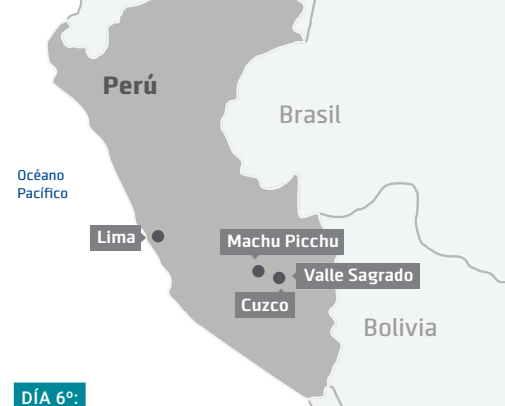 Perú
Brasil
Océano
Pacífico
Lima
Machu Picchu
Valle Sagrado
Cuzco
Bolivia
DÍA 6º: